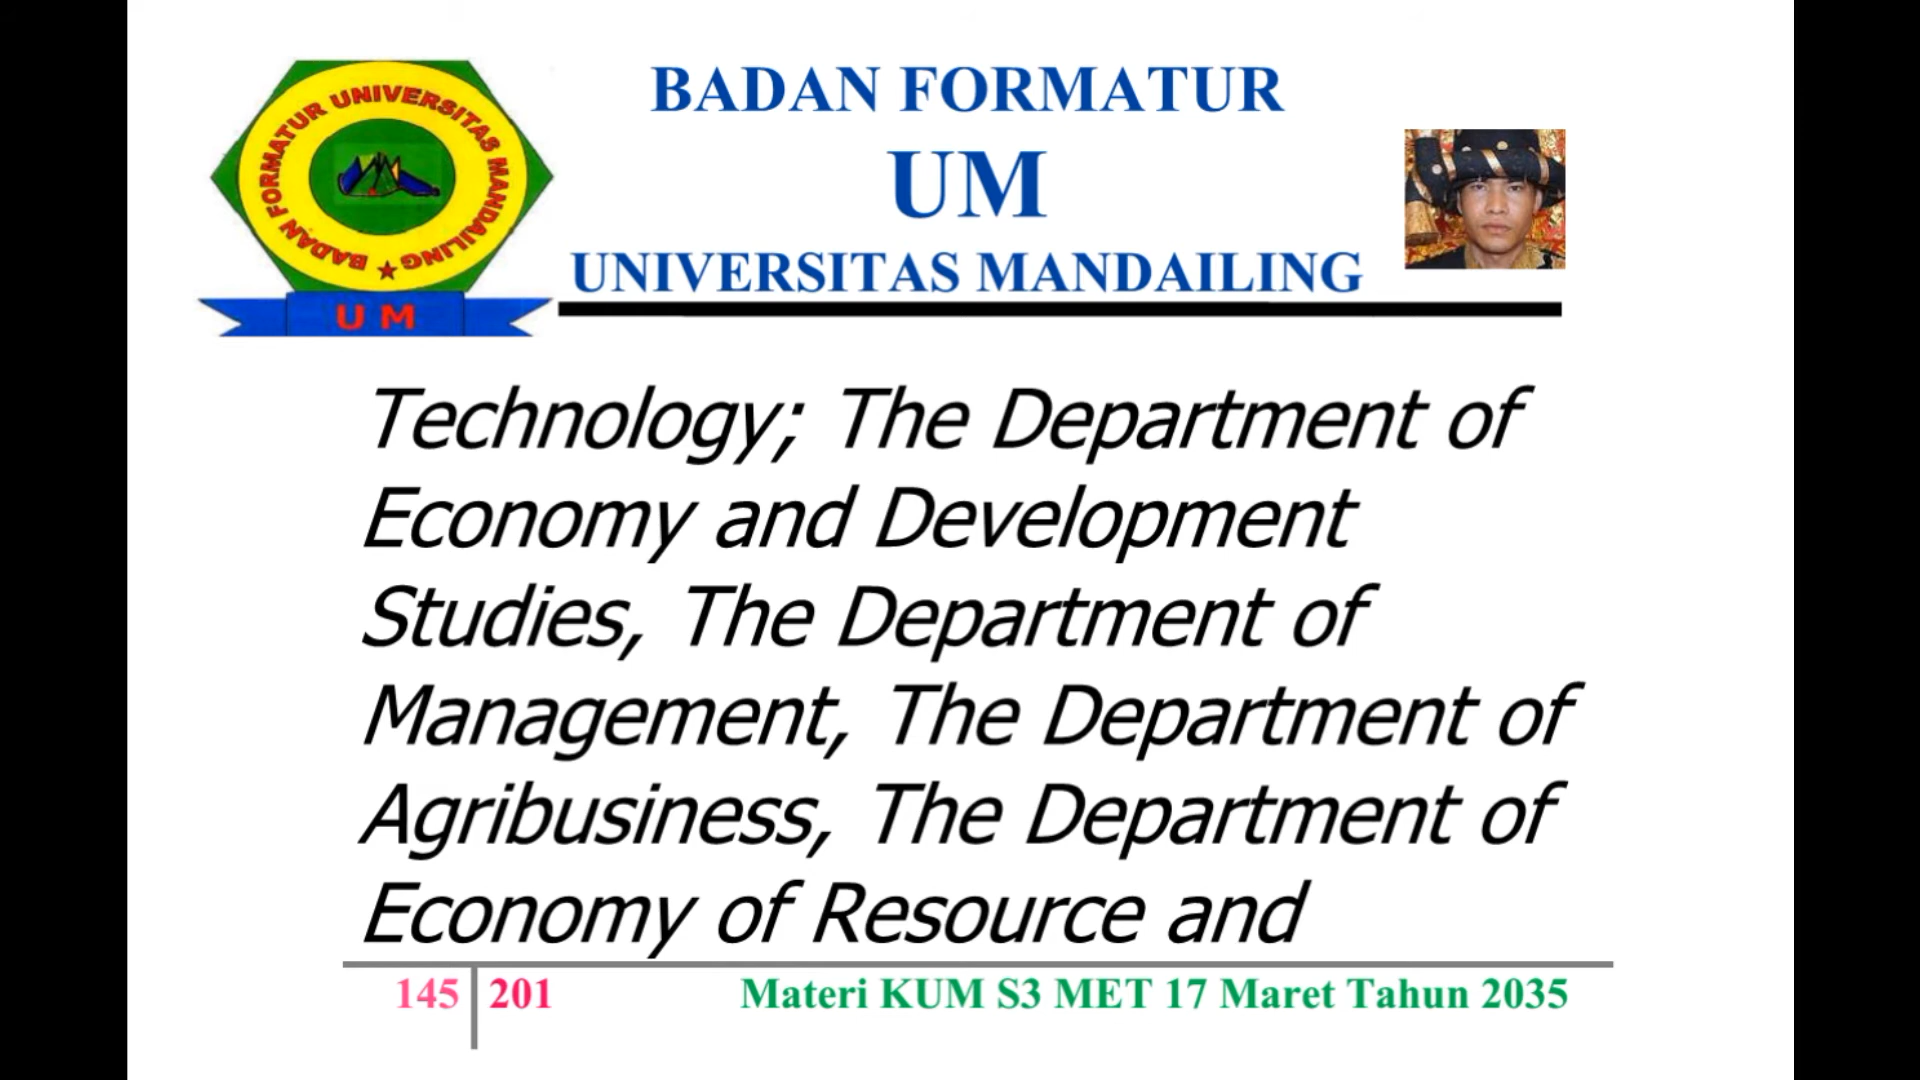 BADAN FORMATUR UNIVERSITAS MANDAILING
UM
BADAN FORMATUR
UM
UNIVERSITAS MANDAILING
Technology; The Department of
Economy and Development
Studies, The Department of
Management, The Department of
Agribusiness, The Department of
Economy of Resource and
145 201 Materi KUM S3 MET 17 Maret Tahun 2035